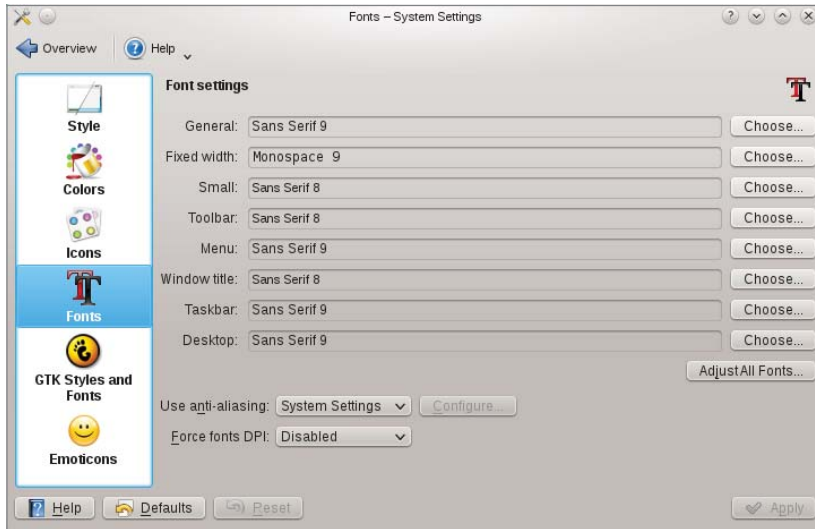 Fonts – System Settings
Overview Help
Style
Colors
Icons
Fonts
GTK Styles and
Fonts
Emoticons
Font settings
General: Sans Serif 9 Choose...
Fixed width: Monospace 9 Choose...
Small: Sans Serif 8 Choose...
Toolbar: Sans Serif 8 Choose...
Menu: Sans Serif 9 Choose...
Window title: Sans Serif 8 Choose...
Taskbar: Sans Serif 9 Choose...
Desktop: Sans Serif 9 Choose...
Adjust All Fonts...
Use anti-aliasing: System Settings Configure...
Force fonts DPI: Disabled
Help Defaults Reset Apply